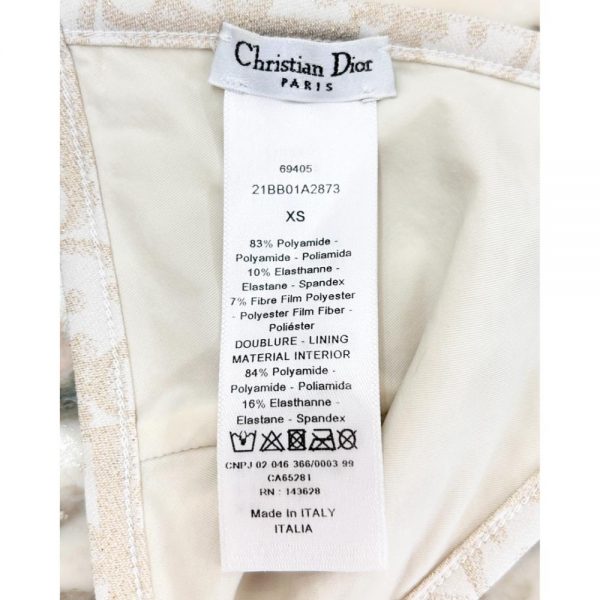 Christian Dior
PARIS
69405
21BB01A2873
XS
83% Polyamide -
Polyamide - Poliamida
10% Elasthanne -
Elastane - Spandex
7% Fibre Film Polyester
- Polyester Film Fiber -
Poliéster
DOUBLURE - LINING
MATERIAL INTERIOR
84% Polyamide -
Polyamide - Poliamida
16% Elasthanne -
Elastane - Spandex
CNPJ 02 046 366/0003 99
CA65281
RN : 143628
Made In ITALY
ITALIA